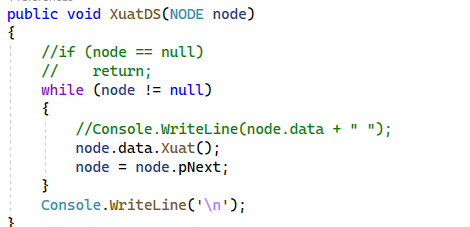 public void XuatDS(NODE node)
{
    //if (node == null)
    //    return;
    while (node != null)
    {
        //Console.WriteLine(node.data + " ");
        node.data.Xuat();
        node = node.pNext;
    }
    Console.WriteLine('\n');
}